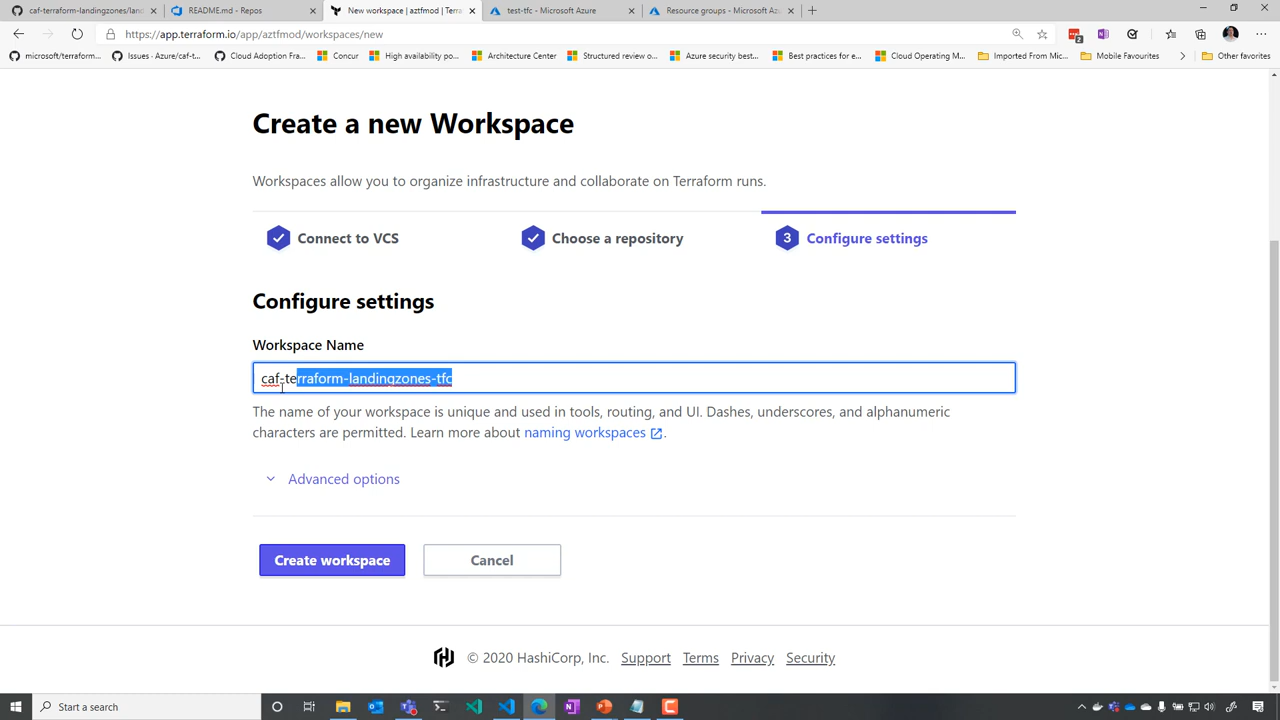 caf-terraform-landingzones/land
README.md - Repos
New workspace | aztfmod | Terra
test-tfc - Microsoft Azure
Resource groups - Microsoft Az
https://app.terraform.io/app/aztfmod/workspaces/new
2
microsoft/terraform...
Issues · Azure/caf-t...
Cloud Adoption Fra...
Concur
High availability po...
Architecture Center
Structured review o...
Azure security best...
Best practices for e...
Cloud Operating M...
Imported From Mic...
Mobile Favourites
Other favorites
Create a new Workspace
Workspaces allow you to organize infrastructure and collaborate on Terraform runs.
Connect to VCS
Choose a repository
3 Configure settings
Configure settings
Workspace Name
caf-terraform-landingzones-tfc
The name of your workspace is unique and used in tools, routing, and UI. Dashes, underscores, and alphanumeric
characters are permitted. Learn more about naming workspaces .
Advanced options
Create workspace
Cancel
© 2020 HashiCorp, Inc. Support Terms Privacy Security
Start a search